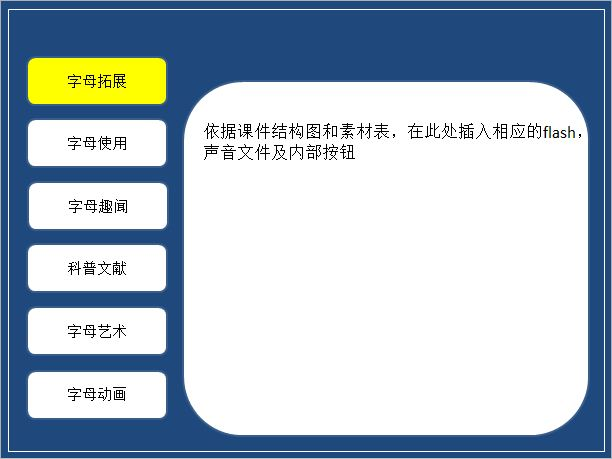 字母拓展
字母使用
字母趣闻
科普文献
字母艺术
字母动画
依据课件结构图和素材表，在此处插入相应的flash，
声音文件及内部按钮